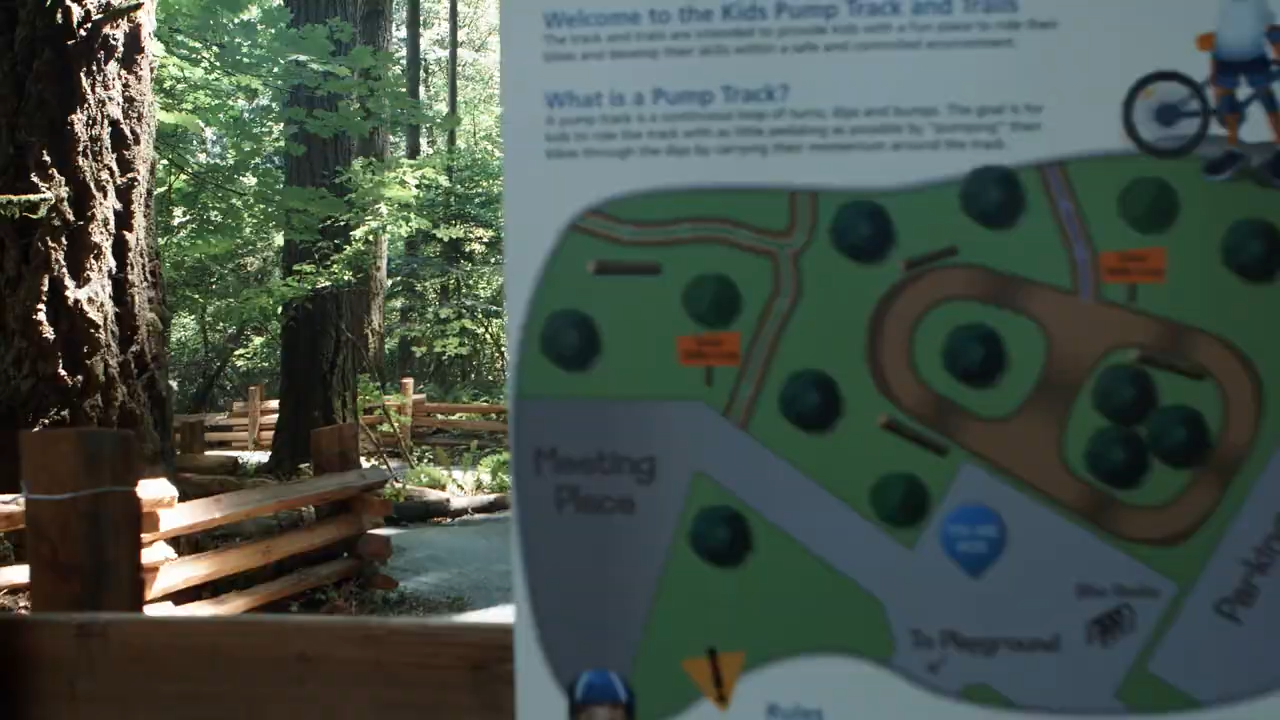 Welcome to the Kids Pump Track and Trails
The track and trails are intended to provide kids with a fun place to ride their
bikes and develop their skills within a safe and controlled environment.
What is a Pump Track?
A pump track is a continuous loop of turns, dips and bumps. The goal is for
kids to ride the track with as little pedaling as possible by "pumping" their
bikes through the dips by carrying their momentum around the track.
Meeting
Place
YOU ARE
HERE
Bike Racks
To Playground
Parking
Rules